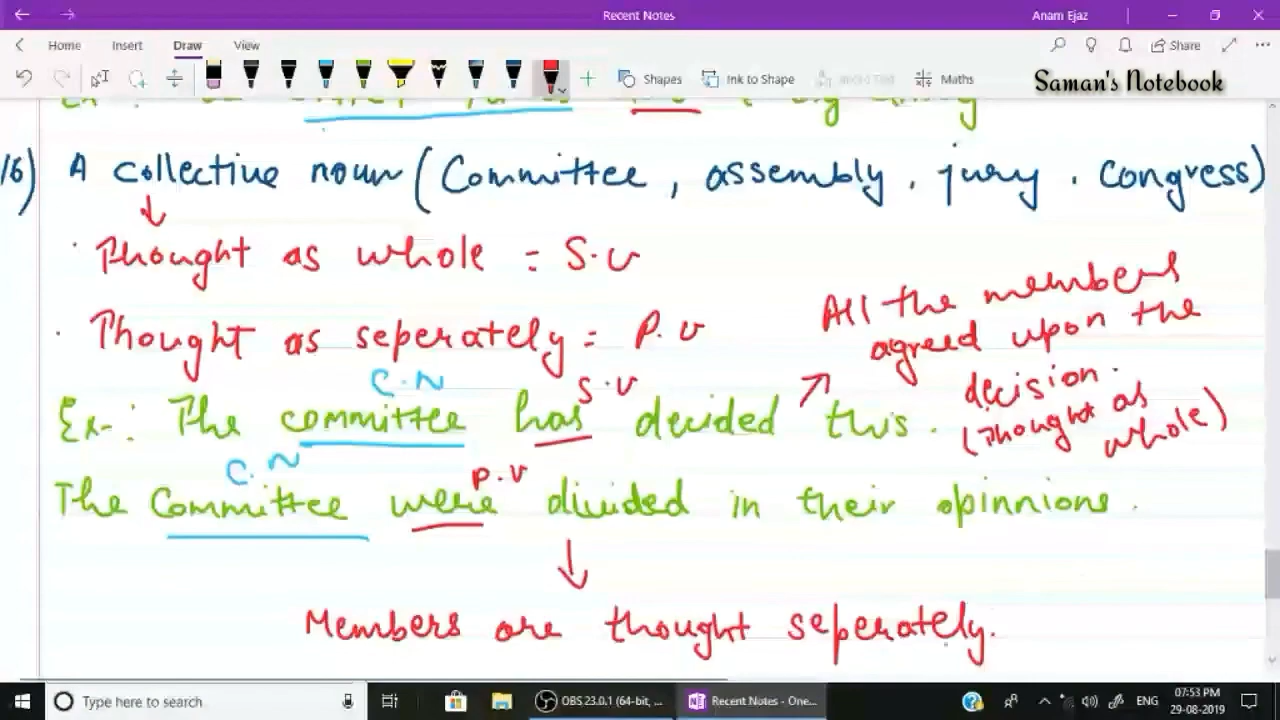 Recent Notes
Anam Ejaz
Home Insert Draw View
Share
Shapes
Ink to Shape
Maths
Saman's Notebook
16) A collective noun (Committee, assembly, jury, Congress)
Thought as whole = S.V
Thought as seperately = P.V
All the members
agreed upon the
decision.
(Thought as
whole)
C.N
S.V
Ex:- The committee has decided this.
C.N
P.V
The Committee were divided in their opinnions.
Members are thought seperately.
Type here to search
OBS 23.0.1 (64-bit, ...
Recent Notes - One...
ENG
07:53 PM
29-08-2019